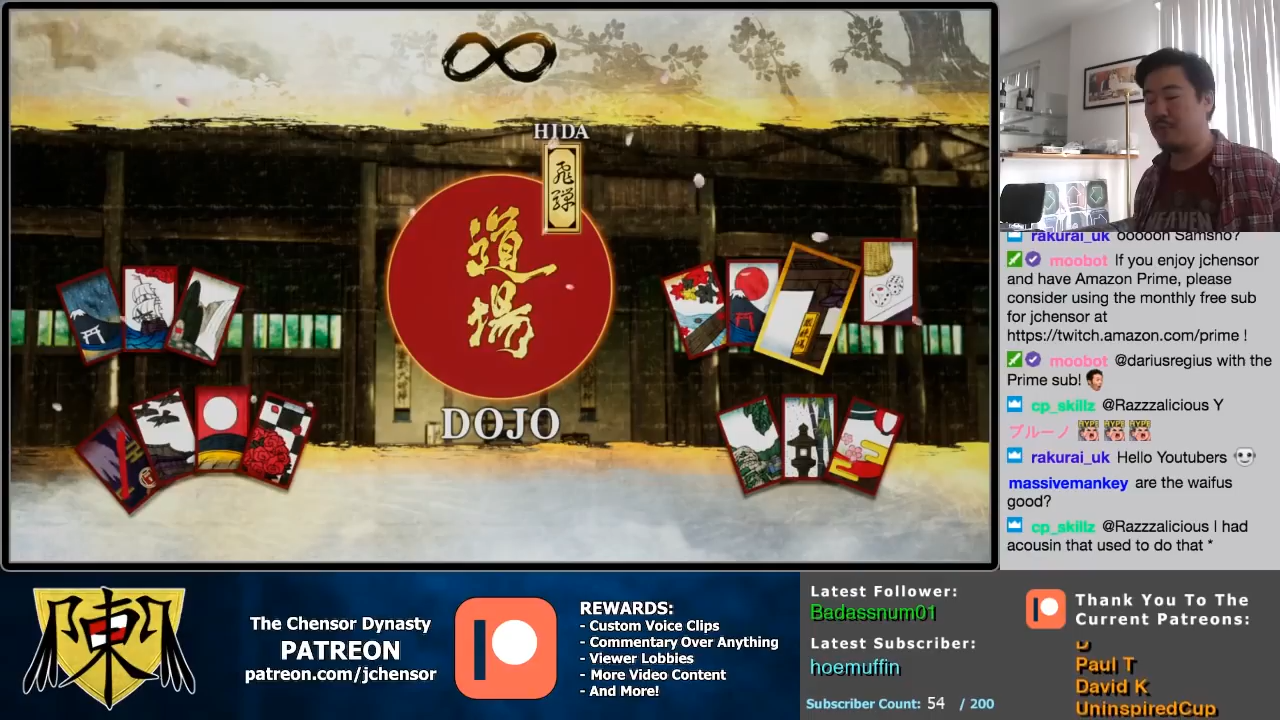 HIDA
飛騨
道場
DOJO
rakurai_uk ooooon Samsho?
moobot If you enjoy jchensor
and have Amazon Prime, please
consider using the monthly free sub
for jchensor at
https://twitch.amazon.com/prime !
moobot @dariusregius with the
Prime sub!
cp_skillz @Razzzalicious Y
ブルーノ HYPE HYPE HYPE
rakurai_uk Hello Youtubers
massivemankey are the waifus
good?
cp_skillz @Razzzalicious I had
acousin that used to do that *
陳
The Chensor Dynasty
PATREON
patreon.com/jchensor
REWARDS:
- Custom Voice Clips
- Commentary Over Anything
- Viewer Lobbies
- More Video Content
- And More!
Latest Follower:
Badassnum01
Latest Subscriber:
hoemuffin
Subscriber Count: 54 / 200
Thank You To The
Current Patreons:
Paul T
David K
UninspiredCup